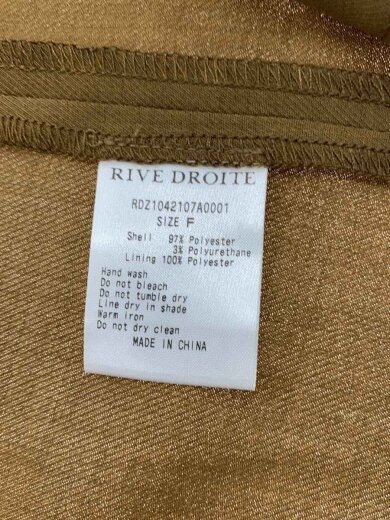 RIVE DROITE
RDZ1042107A0001
SIZE F
Shell 97% Polyester
3% Polyurethane
Lining 100% Polyester
Hand wash
Do not bleach
Do not tumble dry
Line dry in shade
Warm iron
Do not dry clean
MADE IN CHINA